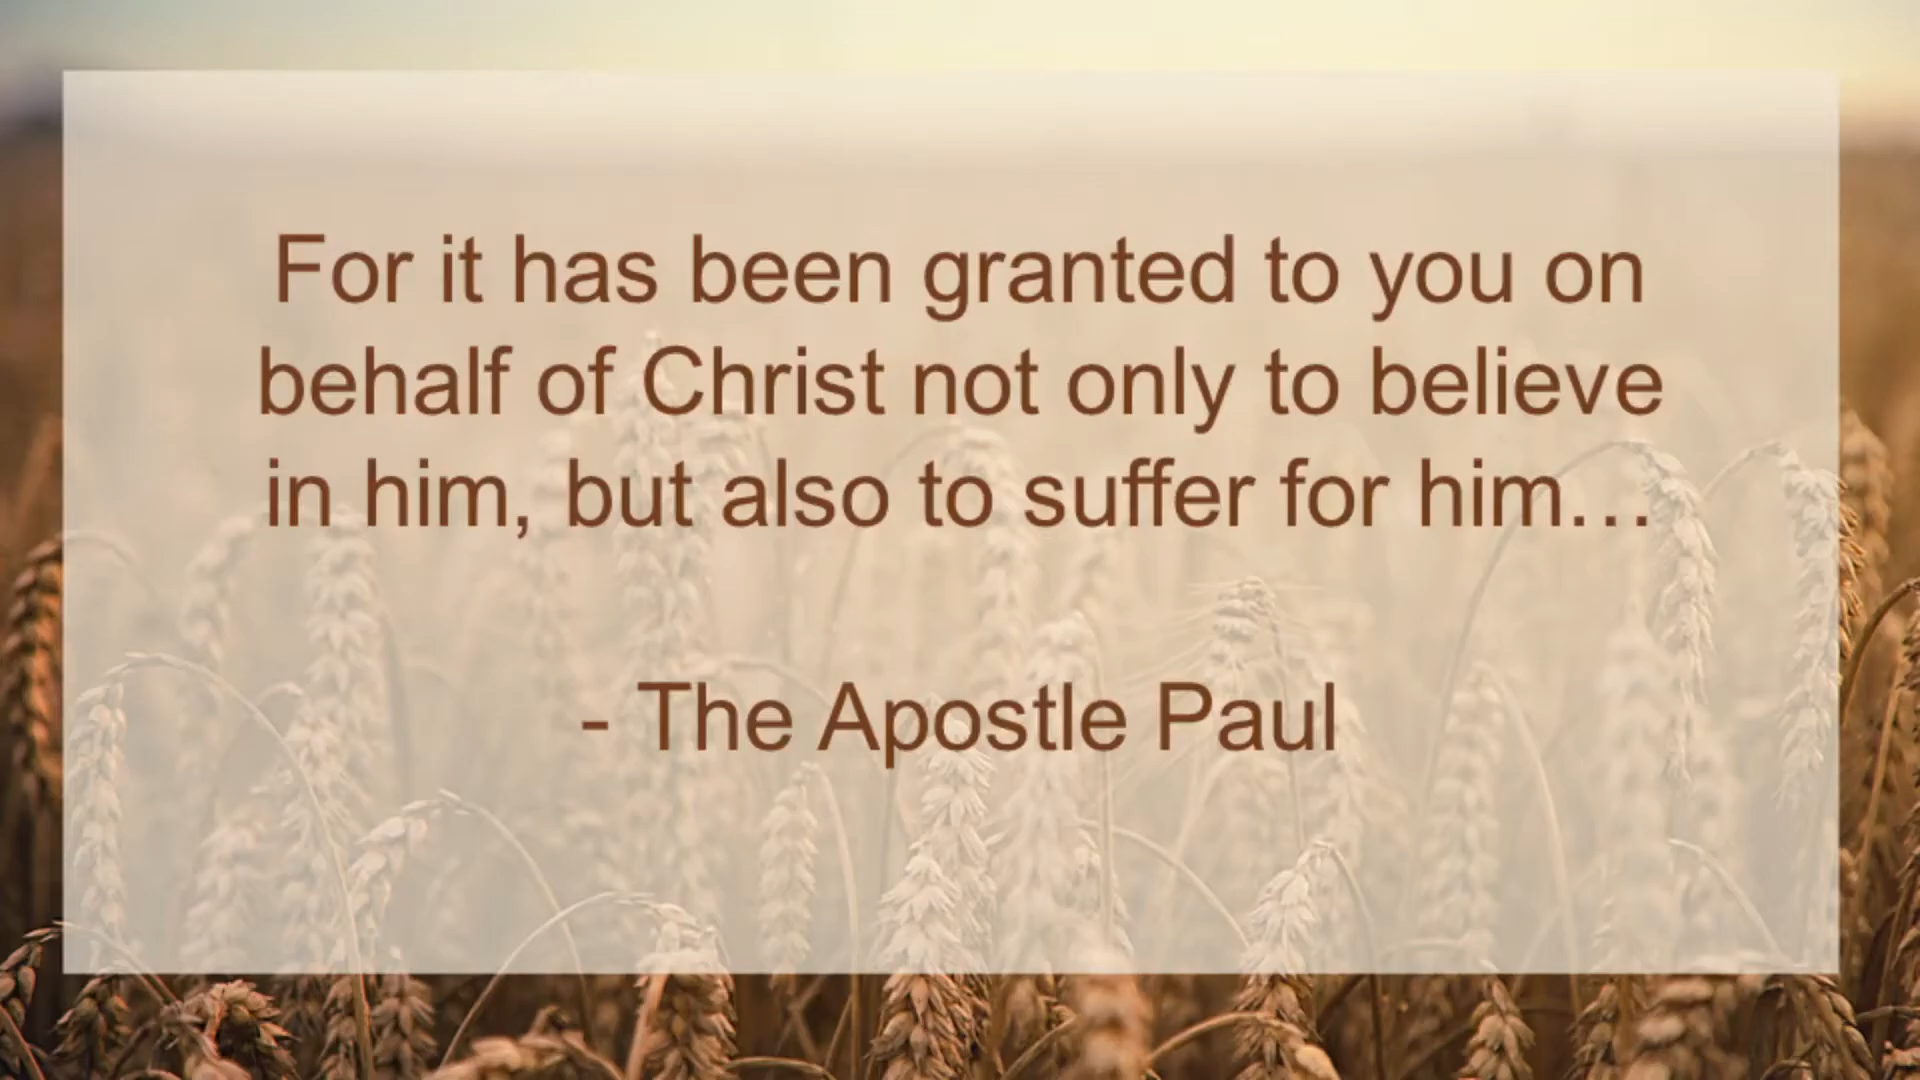 For it has been granted to you on
behalf of Christ not only to believe
in him, but also to suffer for him…
- The Apostle Paul